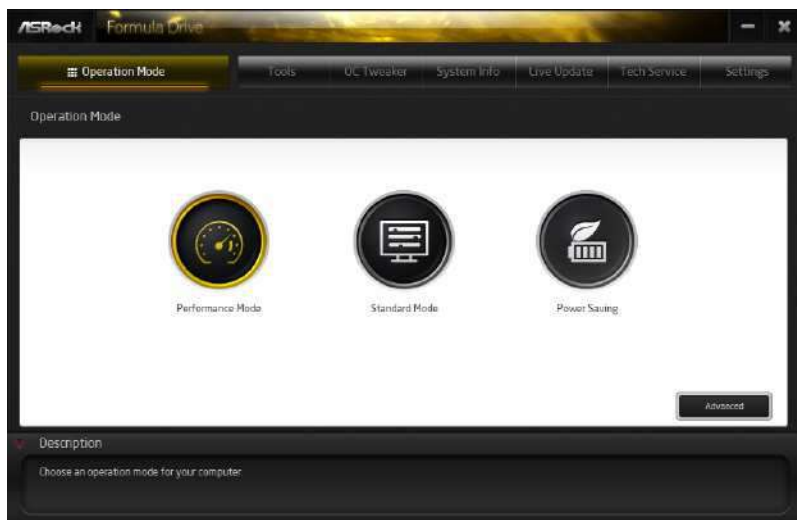 ASRock Formula Drive
Operation Mode Tools OC Tweaker System Info Live Update Tech Service Settings
Operation Mode
Performance Mode Standard Mode Power Saving
Advanced
Description
Choose an operation mode for your computer